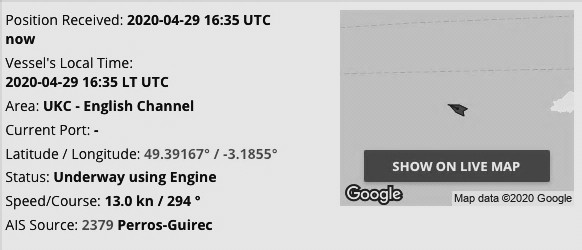 Position Received: 2020-04-29 16:35 UTC
now
Vessel's Local Time:
2020-04-29 16:35 LT UTC
Area: UKC - English Channel
Current Port: -
Latitude / Longitude: 49.39167° / -3.1855°
Status: Underway using Engine
Speed/Course: 13.0 kn / 294 °
AIS Source: 2379 Perros-Guirec
SHOW ON LIVE MAP
Google
Map data ©2020 Google